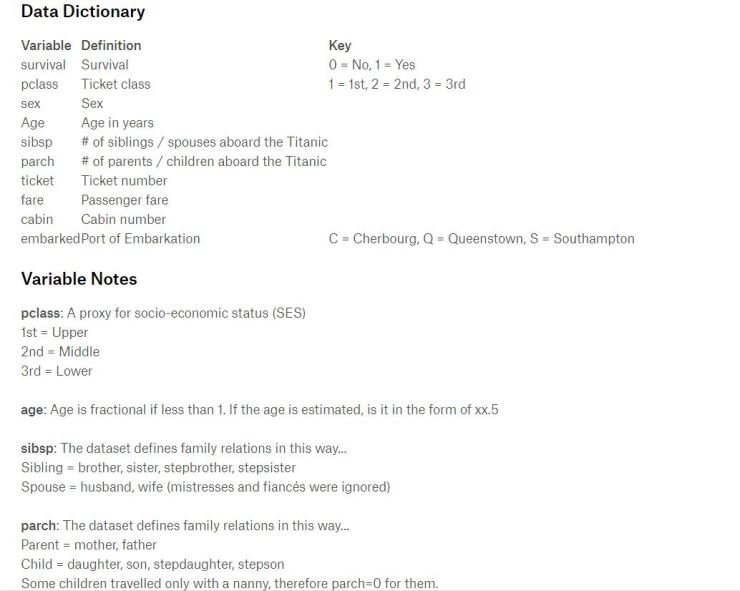 Data Dictionary
Variable Definition Key
survival Survival 0 = No, 1 = Yes
pclass Ticket class 1 = 1st, 2 = 2nd, 3 = 3rd
sex Sex
Age Age in years
sibsp # of siblings / spouses aboard the Titanic
parch # of parents / children aboard the Titanic
ticket Ticket number
fare Passenger fare
cabin Cabin number
embarked Port of Embarkation C = Cherbourg, Q = Queenstown, S = Southampton
Variable Notes
pclass: A proxy for socio-economic status (SES)
1st = Upper
2nd = Middle
3rd = Lower
age: Age is fractional if less than 1. If the age is estimated, is it in the form of xx.5
sibsp: The dataset defines family relations in this way...
Sibling = brother, sister, stepbrother, stepsister
Spouse = husband, wife (mistresses and fiancés were ignored)
parch: The dataset defines family relations in this way...
Parent = mother, father
Child = daughter, son, stepdaughter, stepson
Some children travelled only with a nanny, therefore parch=0 for them.